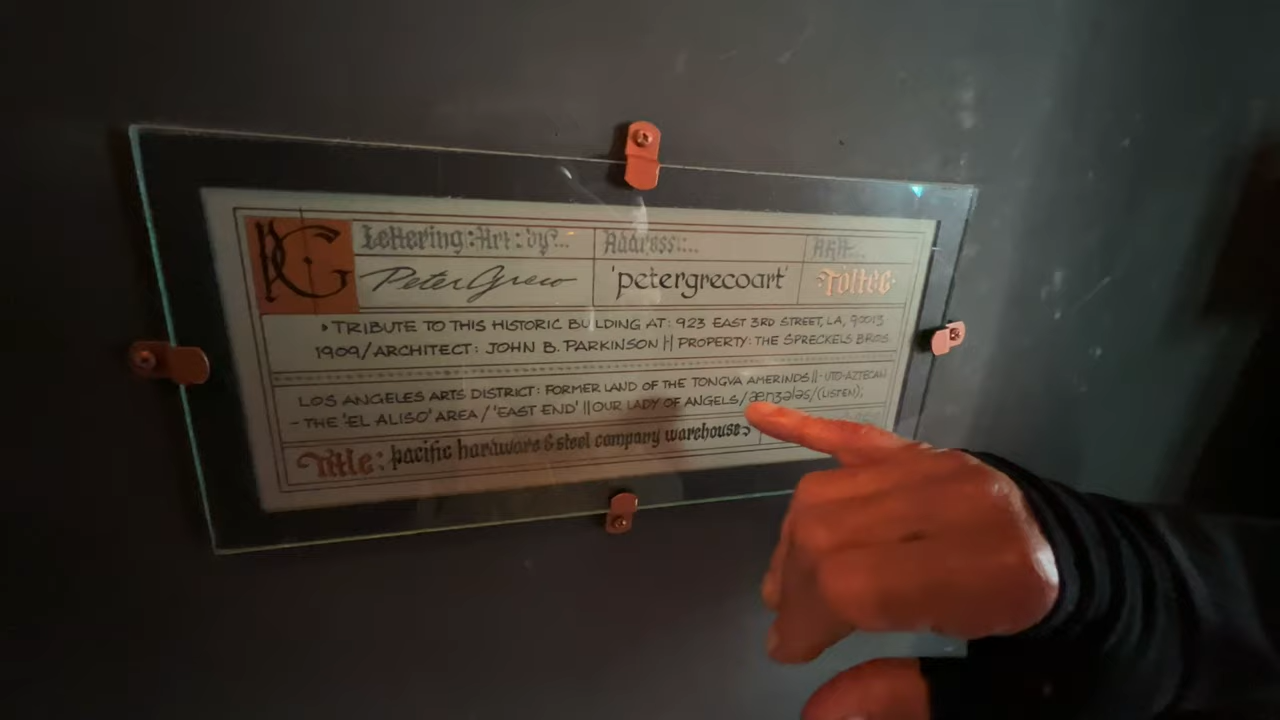 PG
Lettering:Art:by:...
Address:...
AKA:...
Peter Greco
'petergrecoart'
·Toltec·
TRIBUTE TO THIS HISTORIC BUILDING AT: 923 EAST 3RD STREET, LA, 90013
1909/ARCHITECT: JOHN B. PARKINSON || PROPERTY: THE SPRECKELS BROS
LOS ANGELES ARTS DISTRICT: FORMER LAND OF THE TONGVA AMERINDS || - UTO-AZTECAN
- THE 'EL ALISO' AREA / 'EAST END' || OUR LADY OF ANGELS / ænʒələs/(LISTEN);
Title: pacific hardware & steel company warehouse